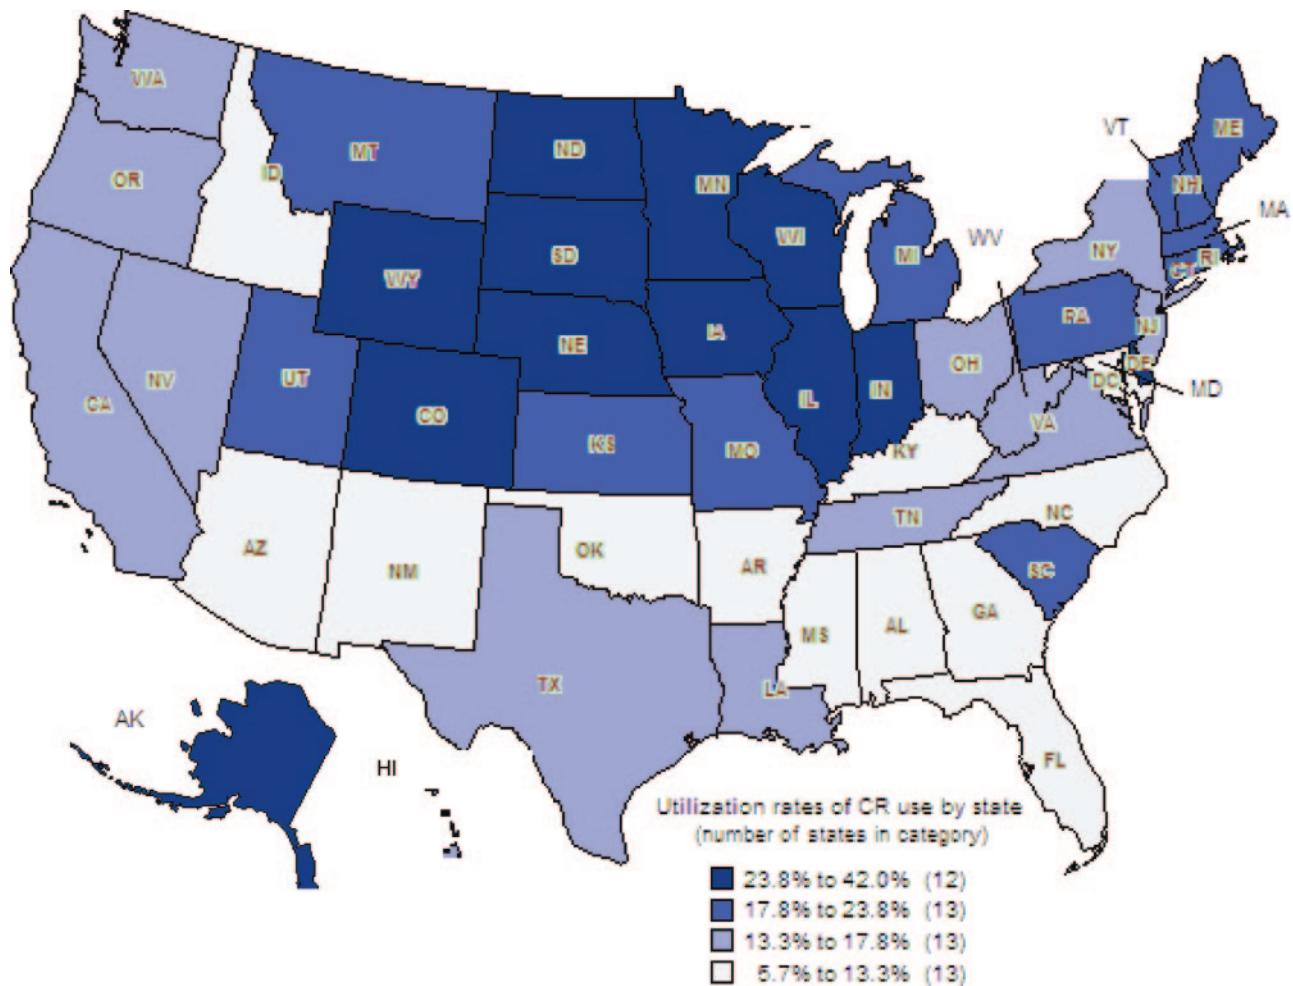 WA
ME
VT
MT
ND
ID
OR
MN
NH
MA
WI
WV
NY
MI
SD
RI
CT
WY
RA
NJ
IA
NE
OH
DE
UT
NV
DC
MD
CA
IN
IL
CO
VA
KS
MO
KY
NC
TN
AZ
OK
AR
NM
SC
GA
MS
AL
TX
LA
AK
FL
HI
Utilization rates of CR use by state
(number of states in category)
23.8% to 42.0% (12)
17.8% to 23.8% (13)
13.3% to 17.8% (13)
5.7% to 13.3% (13)